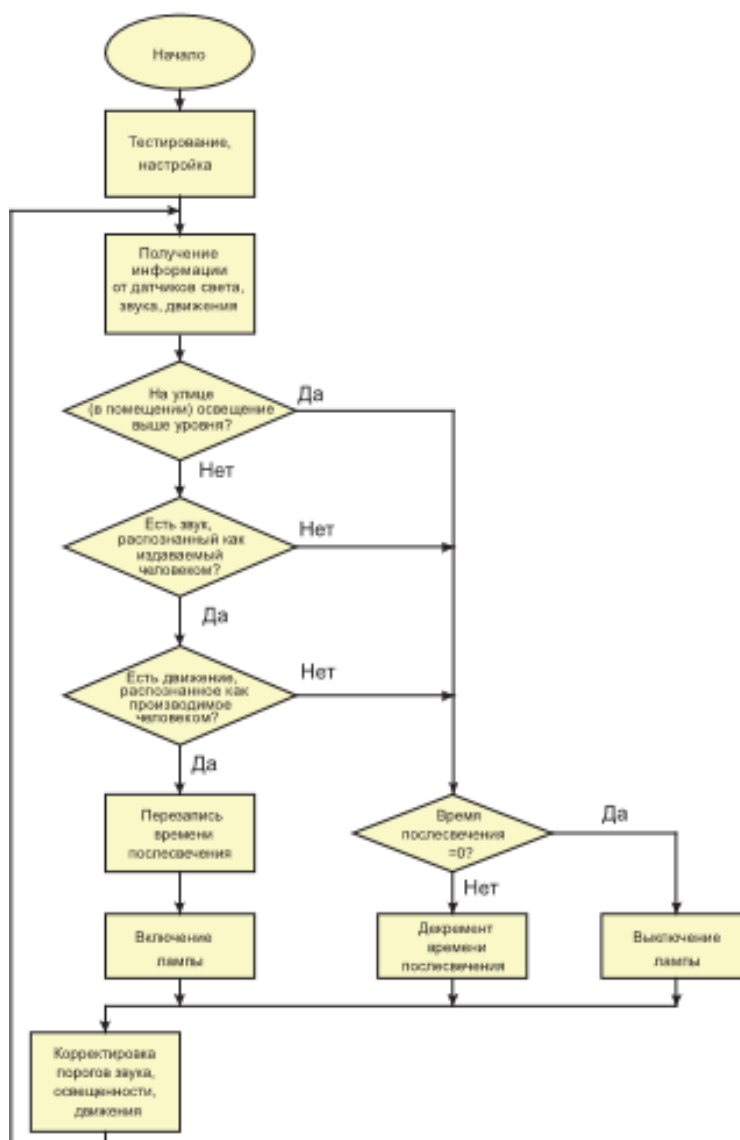 Начало
Тестирование,
настройка
Получение
информации
от датчиков света,
звука, движения
На улице
(в помещении) освещение
выше уровня?
Да
Нет
Есть звук,
распознанный как
издаваемый
человеком?
Нет
Да
Есть движение,
распознанное как
производимое
человеком?
Нет
Да
Перезапись
времени
послесвечения
Время
послесвечения
=0?
Да
Нет
Включение
лампы
Декремент
времени
послесвечения
Выключение
лампы
Корректировка
порогов звука,
освещенности,
движения